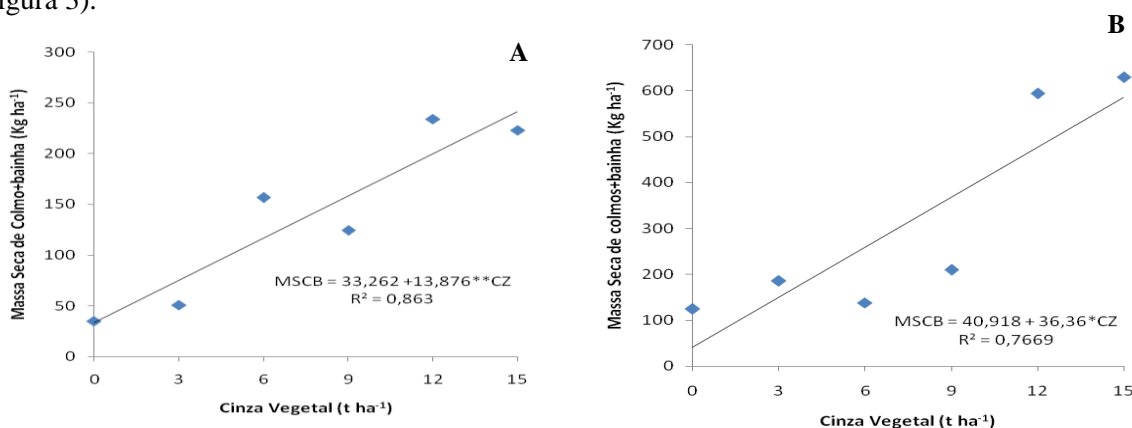 igura 3).
A
Massa Seca de Colmo+bainha (Kg ha⁻¹)
300
250
200
150
100
50
0
MSCB = 33,262 +13,876**CZ
R² = 0,863
0 3 6 9 12 15
Cinza Vegetal (t ha⁻¹)
B
Massa Seca de colmos+bainha (Kg ha⁻¹)
700
600
500
400
300
200
100
0
MSCB = 40,918 + 36,36*CZ
R² = 0,7669
0 3 6 9 12 15
Cinza Vegetal (t ha⁻¹)